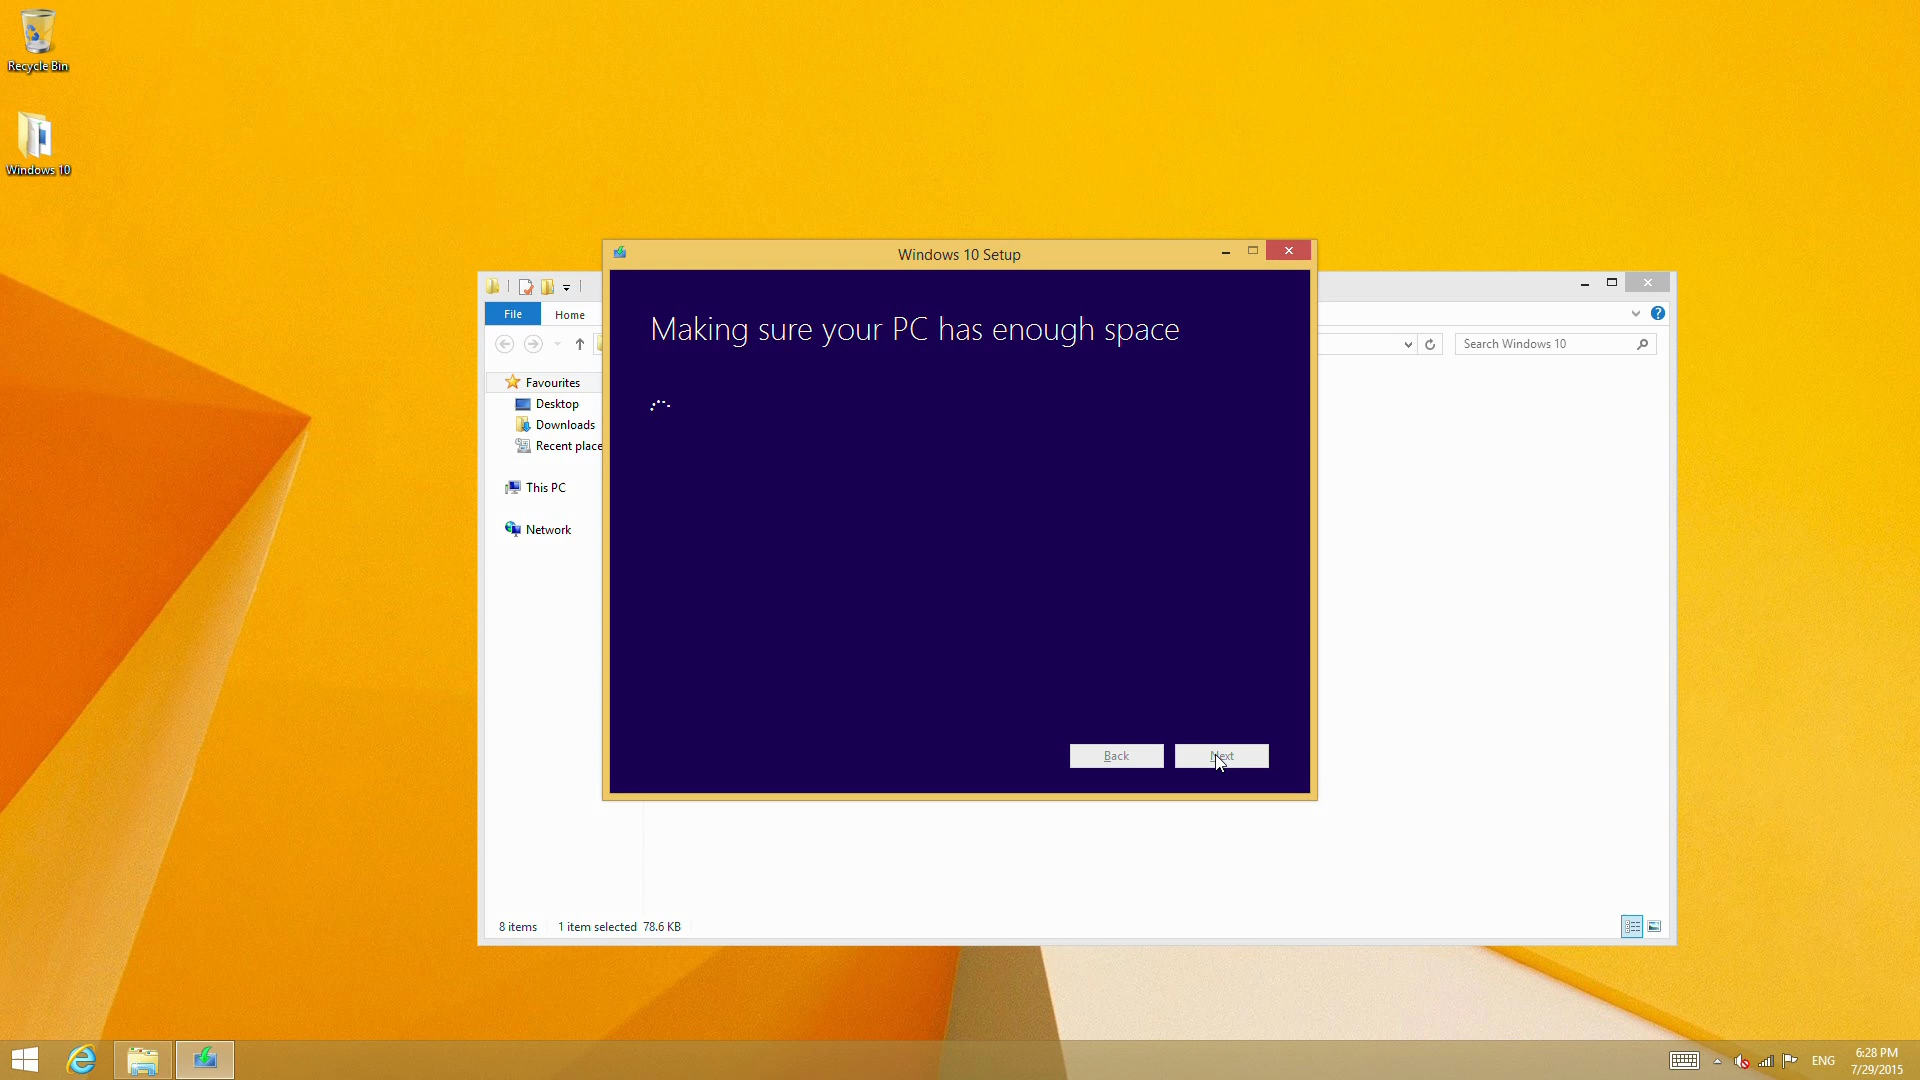 Recycle Bin
Windows 10
Windows 10 Setup
File
Home
Search Windows 10
Favourites
Desktop
Downloads
Recent place
This PC
Network
Making sure your PC has enough space
Back
Next
8 items
1 item selected 78.6 KB
ENG
6:28 PM
7/29/2015